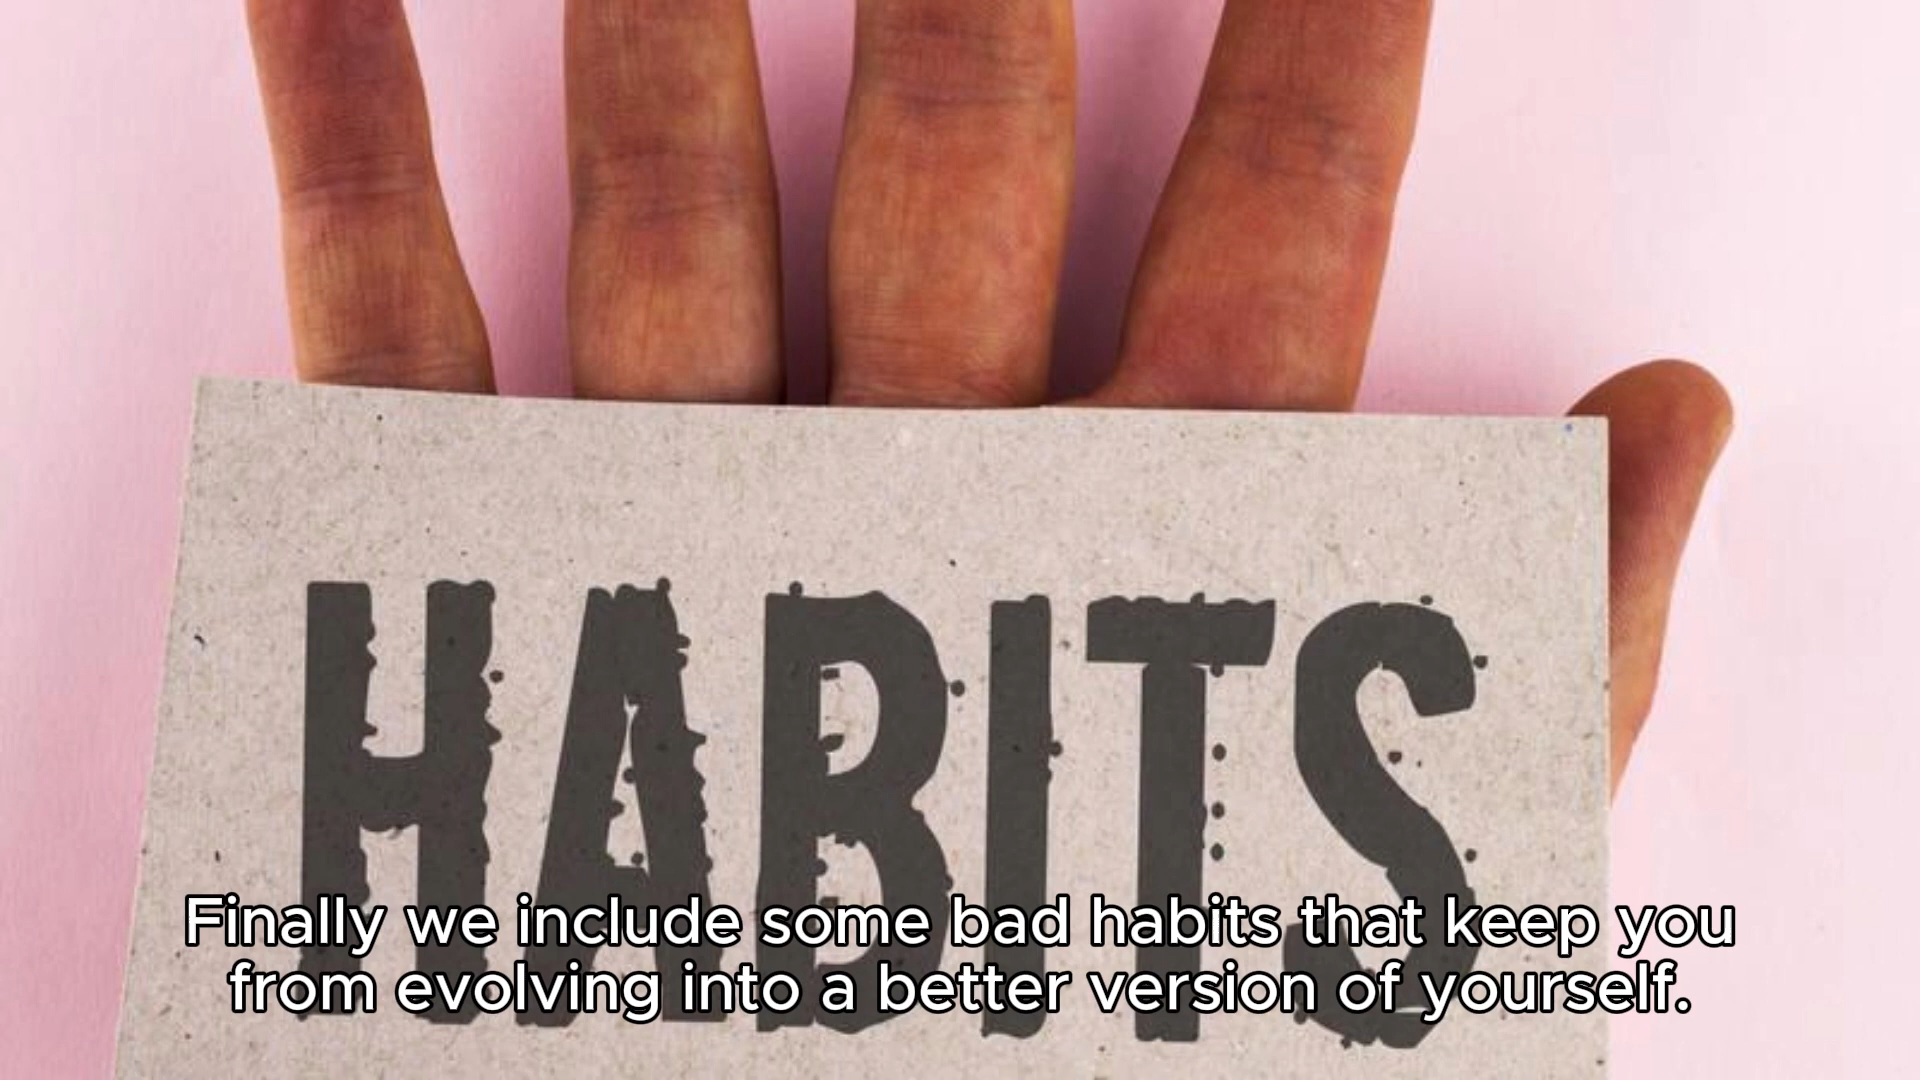 HABITS
Finally we include some bad habits that keep you
from evolving into a better version of yourself.